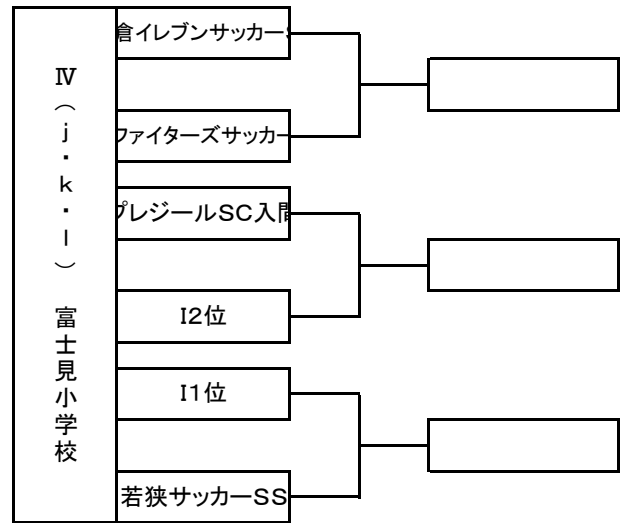 Ⅳ（ｊ・ｋ・ｌ） 富士見小学校
倉イレブンサッカーS
ファイターズサッカー
プレジールSC入間
I2位
I1位
若狭サッカーSS